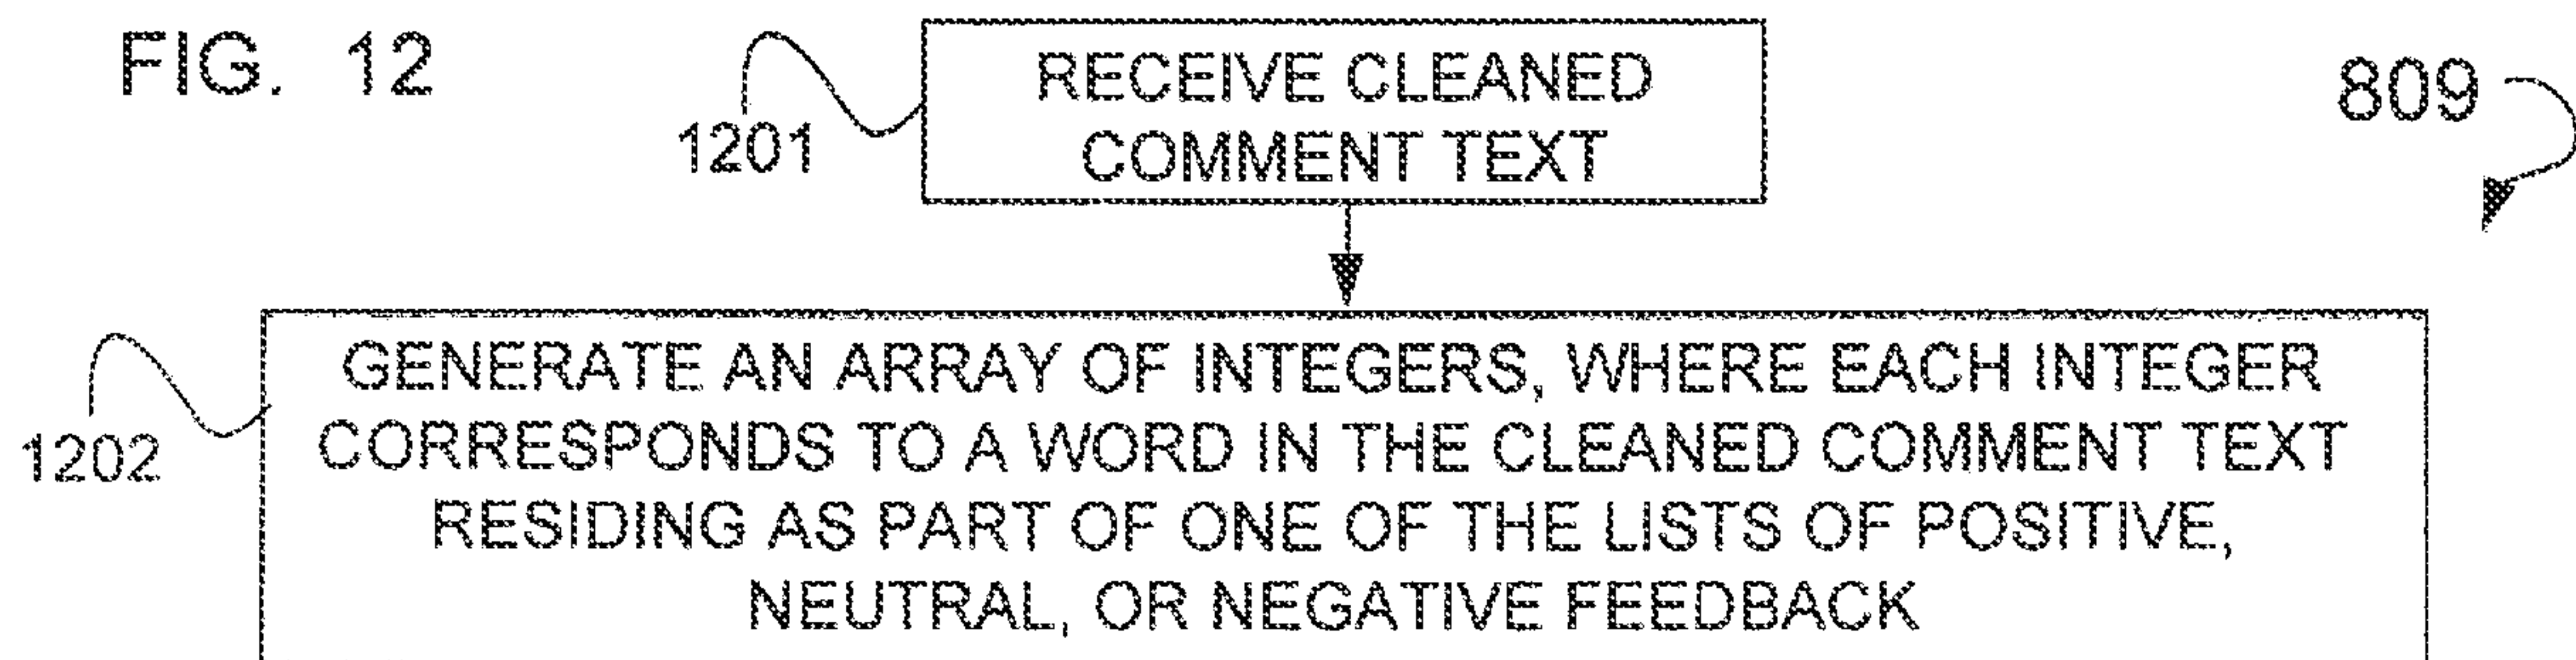 FIG. 12
RECEIVE CLEANED
COMMENT TEXT
809
1201
GENERATE AN ARRAY OF INTEGERS, WHERE EACH INTEGER
CORRESPONDS TO A WORD IN THE CLEANED COMMENT TEXT
RESIDING AS PART OF ONE OF THE LISTS OF POSITIVE,
NEUTRAL, OR NEGATIVE FEEDBACK
1202